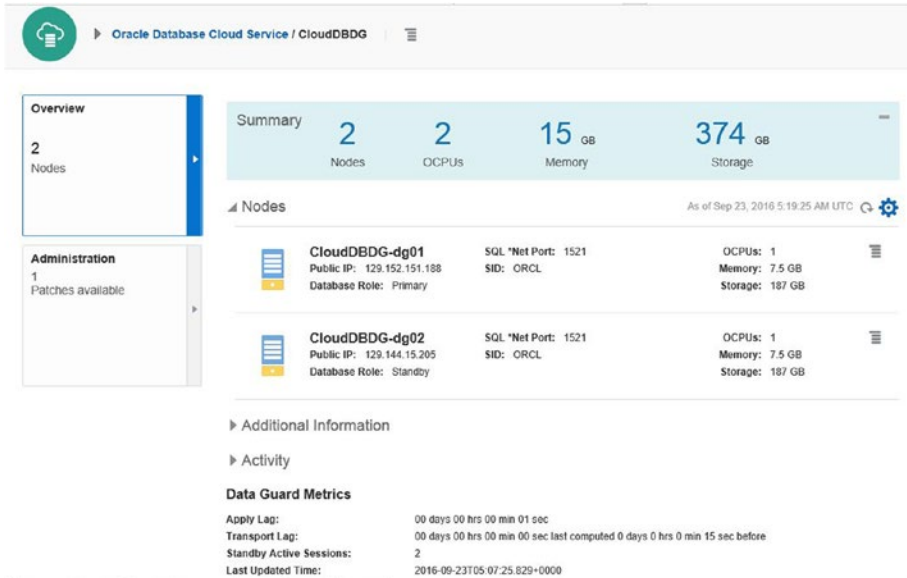 Oracle Database Cloud Service / CloudDBDG
Overview
2
Nodes
Administration
1
Patches available
Summary
2
Nodes
2
OCPUs
15 GB
Memory
374 GB
Storage
Nodes
As of Sep 23, 2016 5:19:25 AM UTC
CloudDBDG-dg01
Public IP: 129.152.151.188
Database Role: Primary
SQL *Net Port: 1521
SID: ORCL
OCPUs: 1
Memory: 7.5 GB
Storage: 187 GB
CloudDBDG-dg02
Public IP: 129.144.15.205
Database Role: Standby
SQL *Net Port: 1521
SID: ORCL
OCPUs: 1
Memory: 7.5 GB
Storage: 187 GB
Additional Information
Activity
Data Guard Metrics
Apply Lag: 00 days 00 hrs 00 min 01 sec
Transport Lag: 00 days 00 hrs 00 min 00 sec last computed 0 days 0 hrs 0 min 15 sec before
Standby Active Sessions: 2
Last Updated Time: 2016-09-23T05:07:25.829+0000